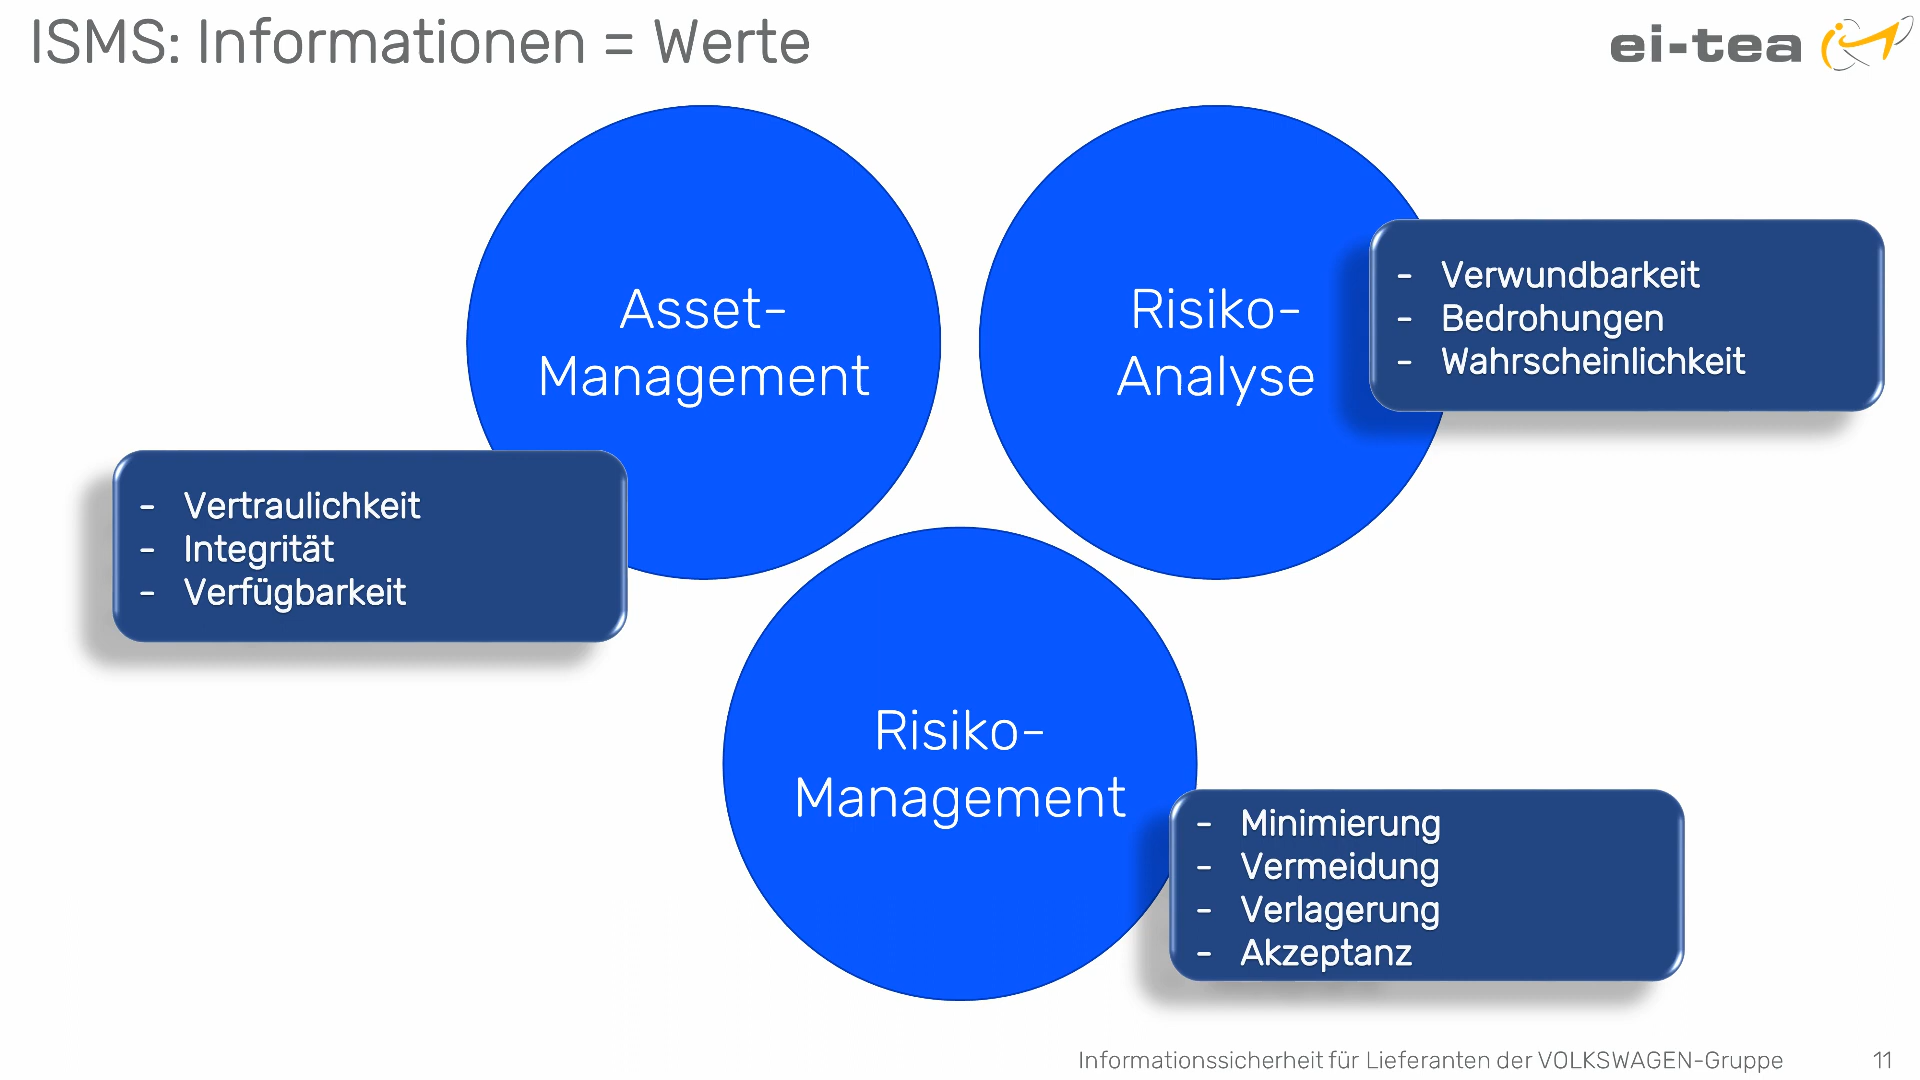 ISMS: Informationen = Werte
ei-tea
Asset-
Management
- Vertraulichkeit
- Integrität
- Verfügbarkeit
Risiko-
Analyse
- Verwundbarkeit
- Bedrohungen
- Wahrscheinlichkeit
Risiko-
Management
- Minimierung
- Vermeidung
- Verlagerung
- Akzeptanz
Informationssicherheit für Lieferanten der VOLKSWAGEN-Gruppe 11